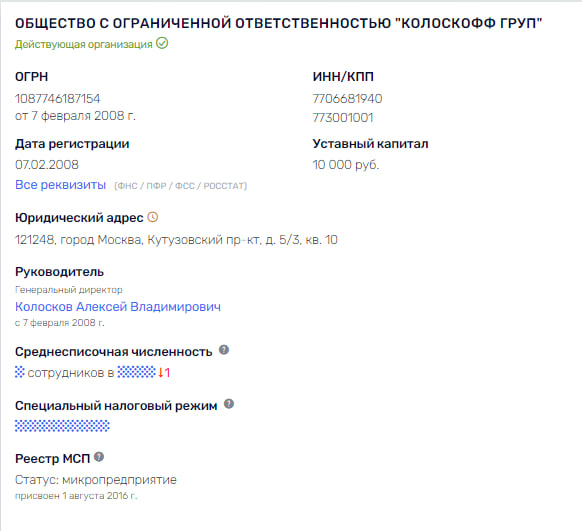 ОБЩЕСТВО С ОГРАНИЧЕННОЙ ОТВЕТСТВЕННОСТЬЮ "КОЛОСКОФФ ГРУП"
Действующая организация
ОГРН
1087746187154
от 7 февраля 2008 г.
ИНН/КПП
7706681940
773001001
Дата регистрации
07.02.2008
Уставный капитал
10 000 руб.
Все реквизиты (ФНС / ПФР / ФСС / РОССТАТ)
Юридический адрес
121248, город Москва, Кутузовский пр-кт, д. 5/3, кв. 10
Руководитель
Генеральный директор
Колосков Алексей Владимирович
с 7 февраля 2008 г.
Среднесписочная численность ?
сотрудников в ↓1
Специальный налоговый режим ?
Реестр МСП ?
Статус: микропредприятие
присвоен 1 августа 2016 г.